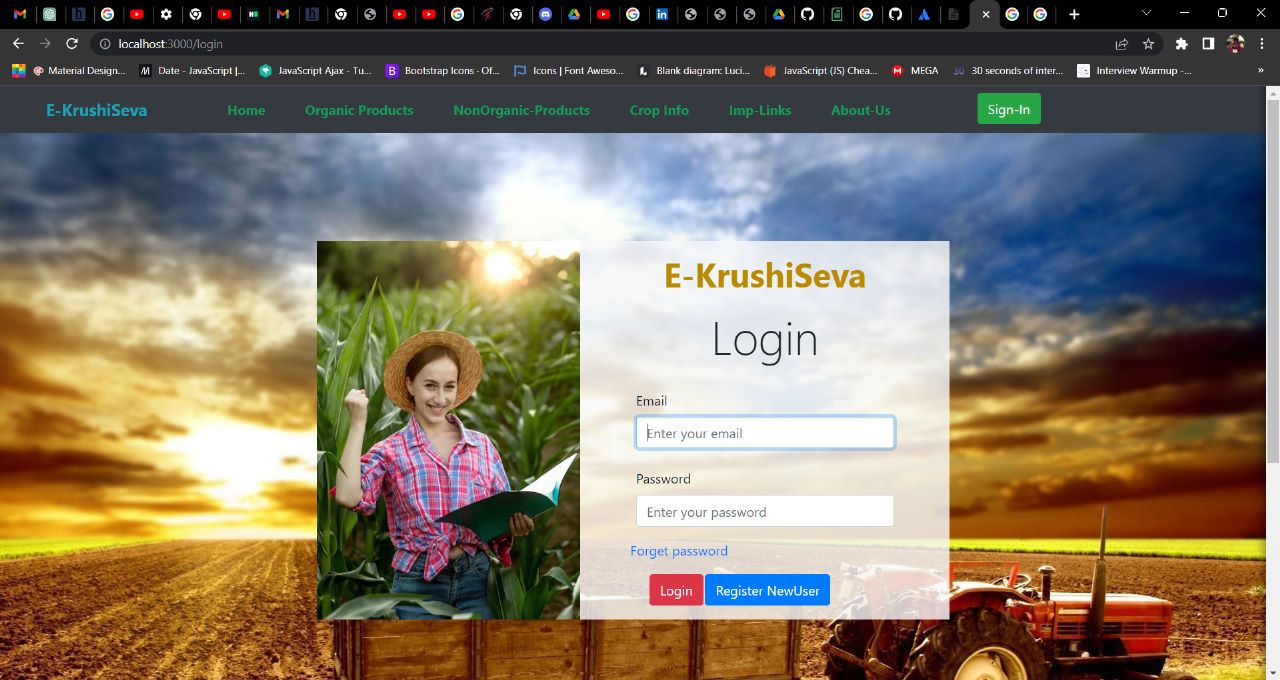 localhost:3000/login
Material Design... Date - JavaScript |... JavaScript Ajax - Tu... Bootstrap Icons · Of... Icons | Font Aweso... Blank diagram: Luci... JavaScript (JS) Chea... MEGA 30 30 seconds of inter... Interview Warmup -... »
E-KrushiSeva Home Organic Products NonOrganic-Products Crop Info Imp-Links About-Us Sign-In
E-KrushiSeva
Login
Email
Enter your email
Password
Enter your password
Forget password
Login Register NewUser